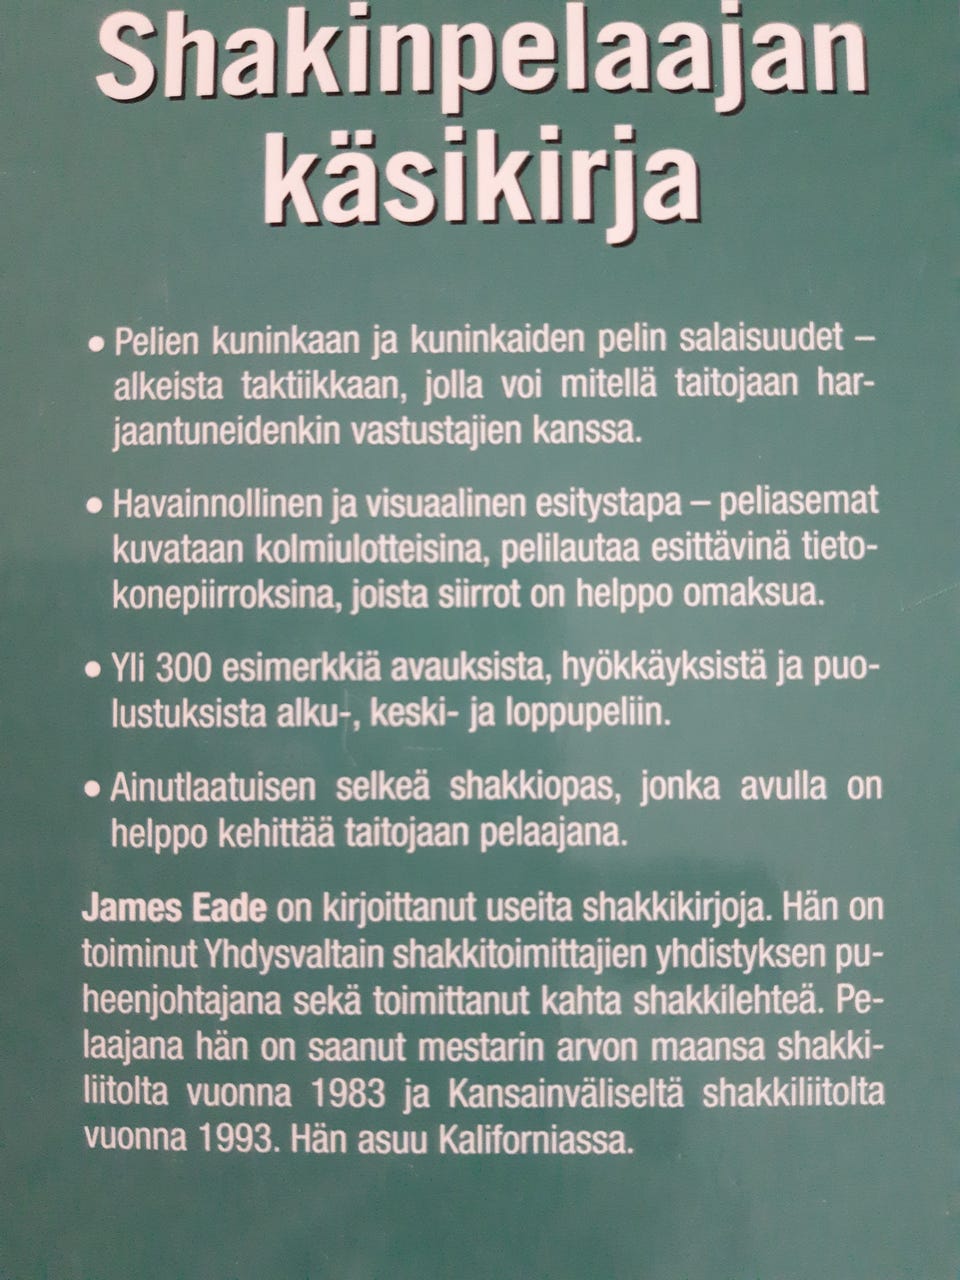 Shakinpelaajan
käsikirja
• Pelien kuninkaan ja kuninkaiden pelin salaisuudet –
alkeista taktiikkaan, jolla voi mitellä taitojaan har-
jaantuneidenkin vastustajien kanssa.
• Havainnollinen ja visuaalinen esitystapa – peliasemat
kuvataan kolmiulotteisina, pelilautaa esittävinä tieto-
konepiirroksina, joista siirrot on helppo omaksua.
• Yli 300 esimerkkiä avauksista, hyökkäyksistä ja puo-
lustuksista alku-, keski- ja loppupeliin.
• Ainutlaatuisen selkeä shakkiopas, jonka avulla on
helppo kehittää taitojaan pelaajana.
James Eade on kirjoittanut useita shakkikirjoja. Hän on
toiminut Yhdysvaltain shakkitoimittajien yhdistyksen pu-
heenjohtajana sekä toimittanut kahta shakkilehteä. Pe-
laajana hän on saanut mestarin arvon maansa shakki-
liitolta vuonna 1983 ja Kansainväliseltä shakkiliitolta
vuonna 1993. Hän asuu Kaliforniassa.